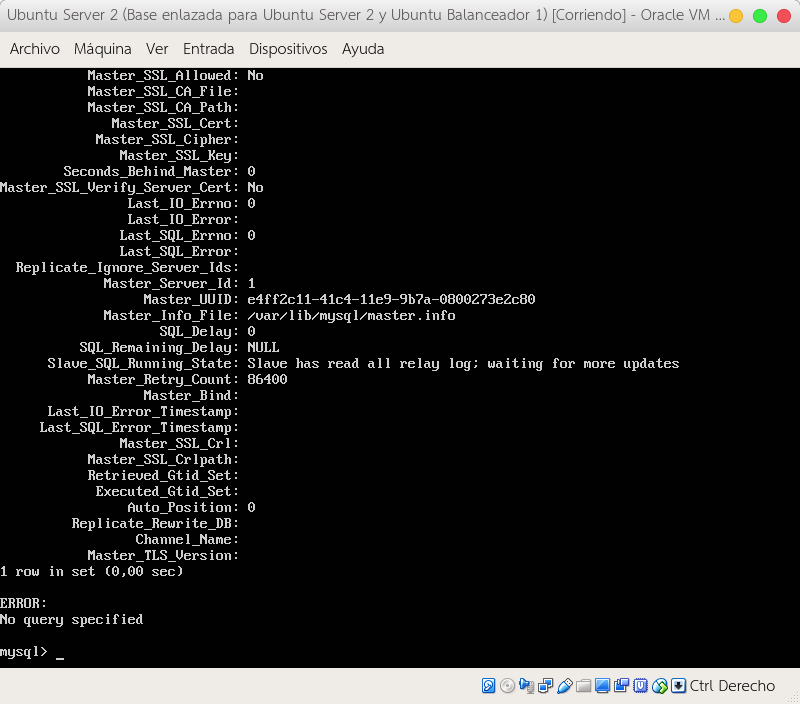 Ubuntu Server 2 (Base enlazada para Ubuntu Server 2 y Ubuntu Balanceador 1) [Corriendo] - Oracle VM ...
Archivo Máquina Ver Entrada Dispositivos Ayuda
Master_SSL_Allowed: No
Master_SSL_CA_File:
Master_SSL_CA_Path:
Master_SSL_Cert:
Master_SSL_Cipher:
Master_SSL_Key:
Seconds_Behind_Master: 0
Master_SSL_Verify_Server_Cert: No
Last_IO_Errno: 0
Last_IO_Error:
Last_SQL_Errno: 0
Last_SQL_Error:
Replicate_Ignore_Server_Ids:
Master_Server_Id: 1
Master_UUID: e4ff2c11-41c4-11e9-9b7a-0800273e2c80
Master_Info_File: /var/lib/mysql/master.info
SQL_Delay: 0
SQL_Remaining_Delay: NULL
Slave_SQL_Running_State: Slave has read all relay log; waiting for more updates
Master_Retry_Count: 86400
Master_Bind:
Last_IO_Error_Timestamp:
Last_SQL_Error_Timestamp:
Master_SSL_Crl:
Master_SSL_Crlpath:
Retrieved_Gtid_Set:
Executed_Gtid_Set:
Auto_Position: 0
Replicate_Rewrite_DB:
Channel_Name:
Master_TLS_Version:
1 row in set (0,00 sec)
ERROR:
No query specified
mysql> _
Ctrl Derecho